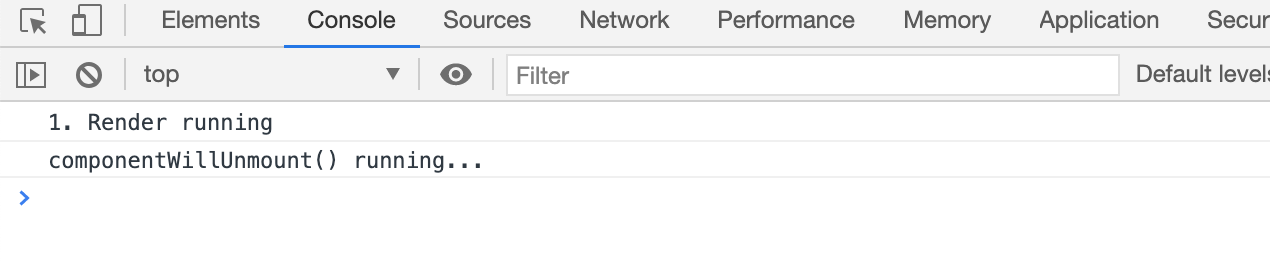 Elements Console Sources Network Performance Memory Application Secur
top Filter Default levels
1. Render running
componentWillUnmount() running...